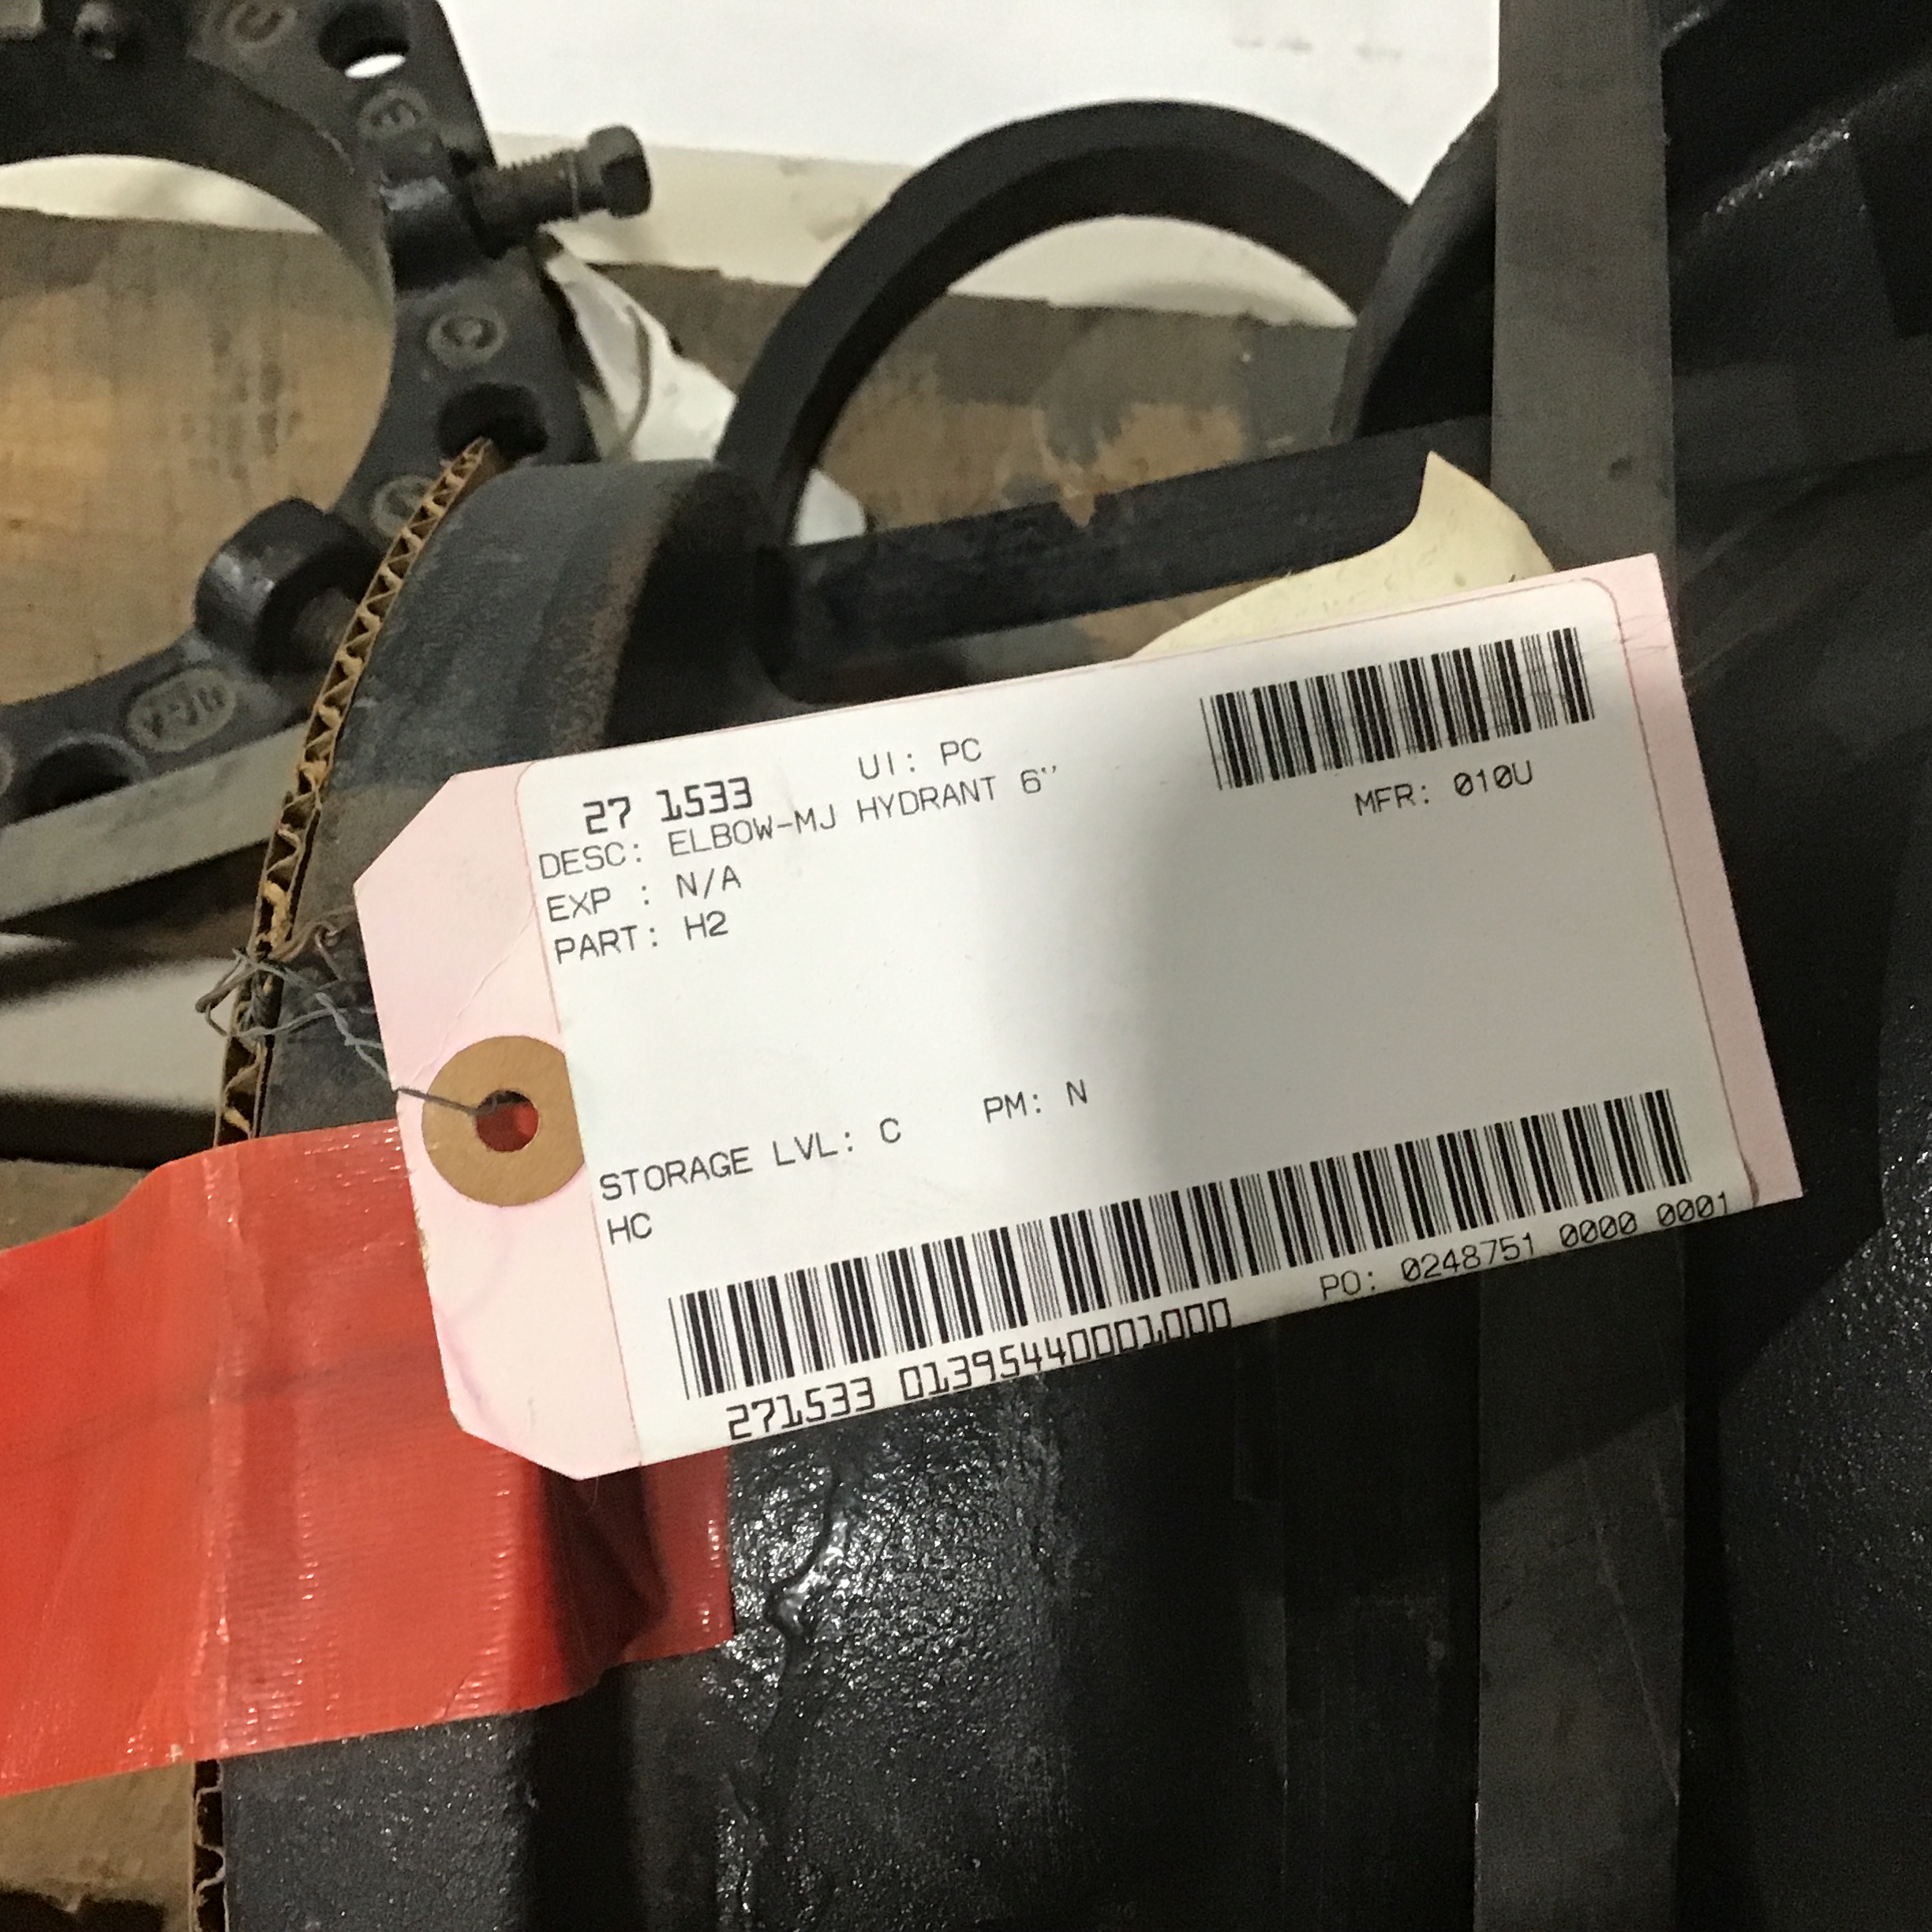 27 1533 UI: PC
DESC: ELBOW-MJ HYDRANT 6"
MFR: 010U
EXP : N/A
PART: H2
STORAGE LVL: C PM: N
HC
PO: 0248751 0000 0001
271533 01395440001000